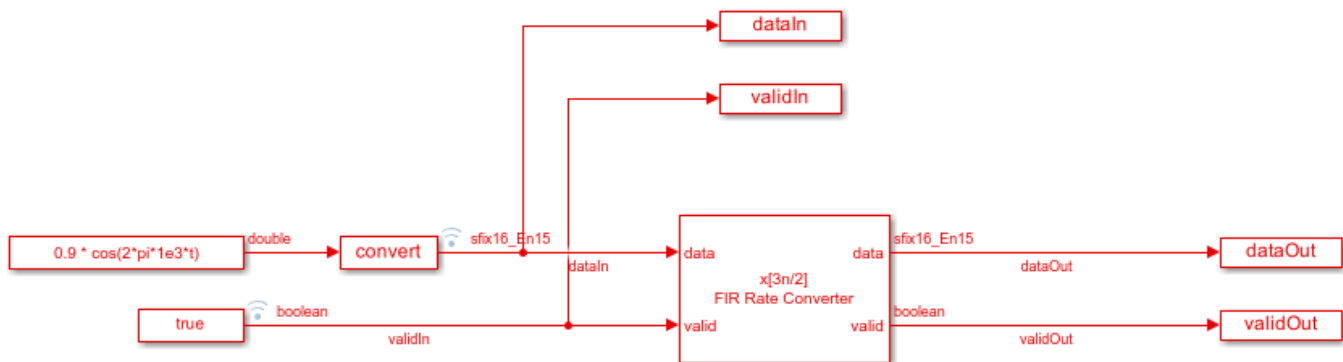 dataIn
validIn
0.9 * cos(2*pi*1e3*t)
double
convert
sfix16_En15
dataIn
data
data
sfix16_En15
dataOut
dataOut
x[3n/2]
FIR Rate Converter
true
boolean
validIn
valid
valid
boolean
validOut
validOut